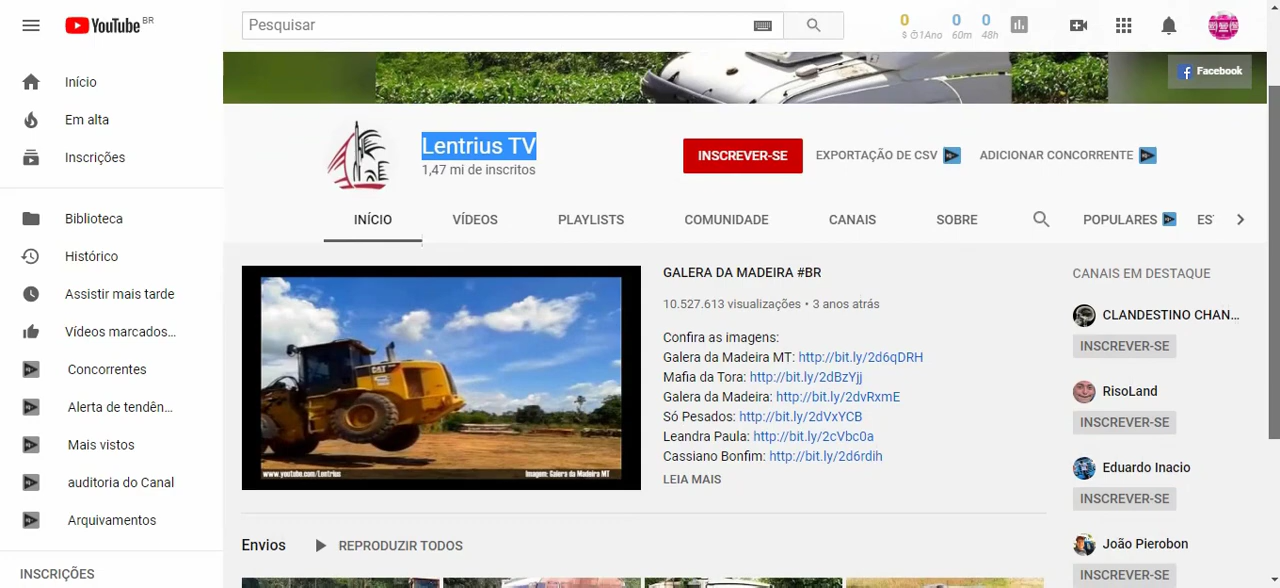 YouTube BR
Pesquisar
0 0 0
$ 1Ano 60m 48h
Início
Em alta
Inscrições
Biblioteca
Histórico
Assistir mais tarde
Vídeos marcados...
Concorrentes
Alerta de tendên...
Mais vistos
auditoria do Canal
Arquivamentos
INSCRIÇÕES
Facebook
Lentrius TV
1,47 mi de inscritos
INSCREVER-SE
EXPORTAÇÃO DE CSV
ADICIONAR CONCORRENTE
INÍCIO VÍDEOS PLAYLISTS COMUNIDADE CANAIS SOBRE POPULARES ES
CAT
www.youtube.com/Lentrius
Imagem: Galera da Madeira MT
GALERA DA MADEIRA #BR
10.527.613 visualizações • 3 anos atrás
Confira as imagens:
Galera da Madeira MT: http://bit.ly/2d6qDRH
Mafia da Tora: http://bit.ly/2dBzYjj
Galera da Madeira: http://bit.ly/2dvRxmE
Só Pesados: http://bit.ly/2dVxYCB
Leandra Paula: http://bit.ly/2cVbc0a
Cassiano Bonfim: http://bit.ly/2d6rdih
LEIA MAIS
Envios
REPRODUZIR TODOS
CANAIS EM DESTAQUE
CLANDESTINO CHAN...
INSCREVER-SE
RisoLand
INSCREVER-SE
Eduardo Inacio
INSCREVER-SE
João Pierobon
INSCREVER-SE